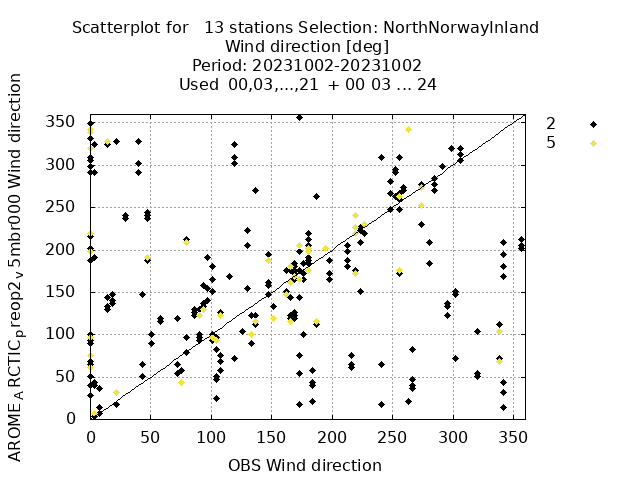 Scatterplot for 13 stations Selection: NorthNorwayInland
Wind direction [deg]
Period: 20231002-20231002
Used 00,03,...,21 + 00 03 ... 24
AROME_ARCTIC_preop2_v5mbr000 Wind direction
350
300
250
200
150
100
50
0
2
5
0 50 100 150 200 250 300 350
OBS Wind direction